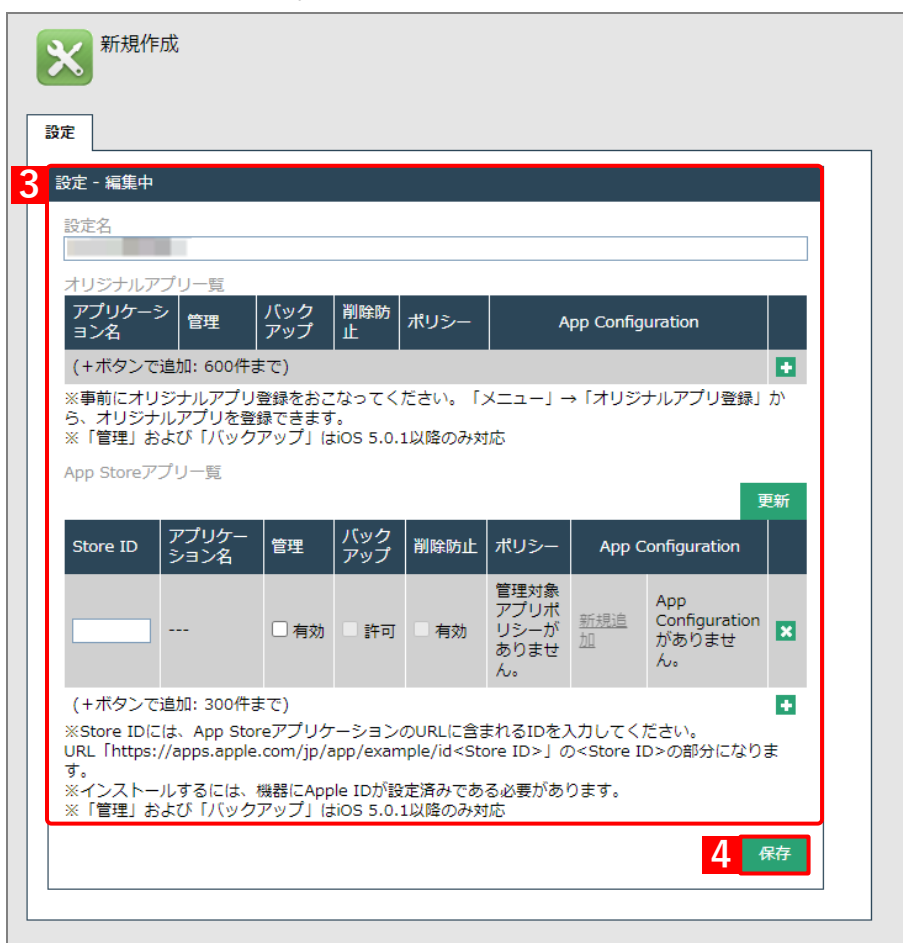 新規作成
設定
3
設定 - 編集中
設定名
オリジナルアプリ一覧
アプリケーション名 管理 バックアップ 削除防止 ポリシー App Configuration
(+ボタンで追加: 600件まで)
※事前にオリジナルアプリ登録をおこなってください。「メニュー」→「オリジナルアプリ登録」か
ら、オリジナルアプリを登録できます。
※「管理」および「バックアップ」はiOS 5.0.1以降のみ対応
App Storeアプリ一覧
更新
Store ID アプリケーション名 管理 バックアップ 削除防止 ポリシー App Configuration
--- 有効 許可 有効 管理対象アプリポリシーがありません。 新規追加 App Configurationがありません。
(+ボタンで追加: 300件まで)
※Store IDには、App StoreアプリケーションのURLに含まれるIDを入力してください。
URL「https://apps.apple.com/jp/app/example/id<Store ID>」の<Store ID>の部分になりま
す。
※インストールするには、機器にApple IDが設定済みである必要があります。
※「管理」および「バックアップ」はiOS 5.0.1以降のみ対応
4 保存